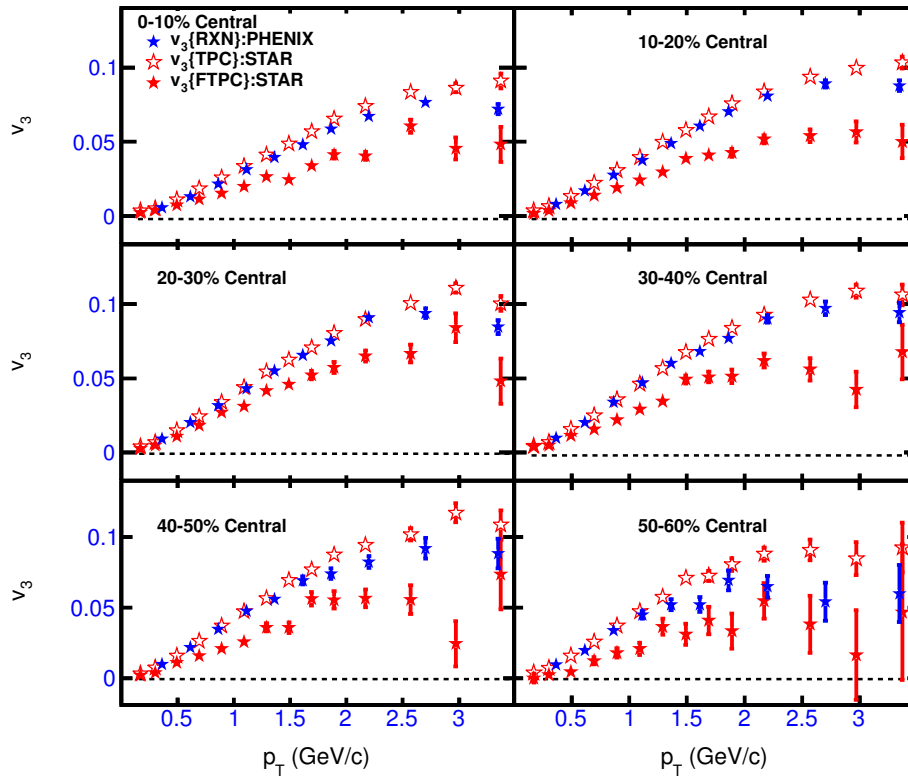 0-10% Central
v3{RXN}:PHENIX
v3{TPC}:STAR
v3{FTPC}:STAR
10-20% Central
0.1
0.05
0
v3
20-30% Central
30-40% Central
0.1
0.05
0
v3
40-50% Central
50-60% Central
0.1
0.05
0
v3
0.5 1 1.5 2 2.5 3
0.5 1 1.5 2 2.5 3
pT (GeV/c)
pT (GeV/c)